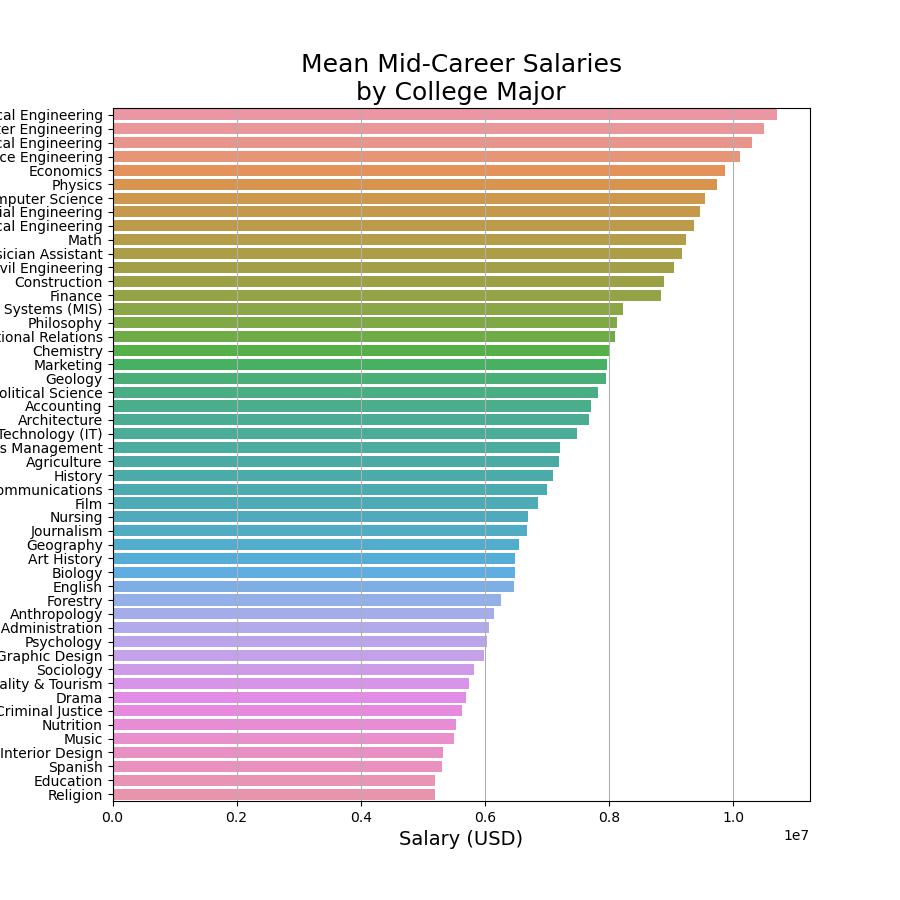 Mean Mid-Career Salaries
by College Major
cal Engineering
er Engineering
cal Engineering
ce Engineering
Economics
Physics
mputer Science
ial Engineering
cal Engineering
Math
sician Assistant
vil Engineering
Construction
Finance
Systems (MIS)
Philosophy
tional Relations
Chemistry
Marketing
Geology
olitical Science
Accounting
Architecture
Technology (IT)
s Management
Agriculture
History
ommunications
Film
Nursing
Journalism
Geography
Art History
Biology
English
Forestry
Anthropology
Administration
Psychology
Graphic Design
Sociology
ality & Tourism
Drama
Criminal Justice
Nutrition
Music
Interior Design
Spanish
Education
Religion
0.0 0.2 0.4 0.6 0.8 1.0
1e7
Salary (USD)